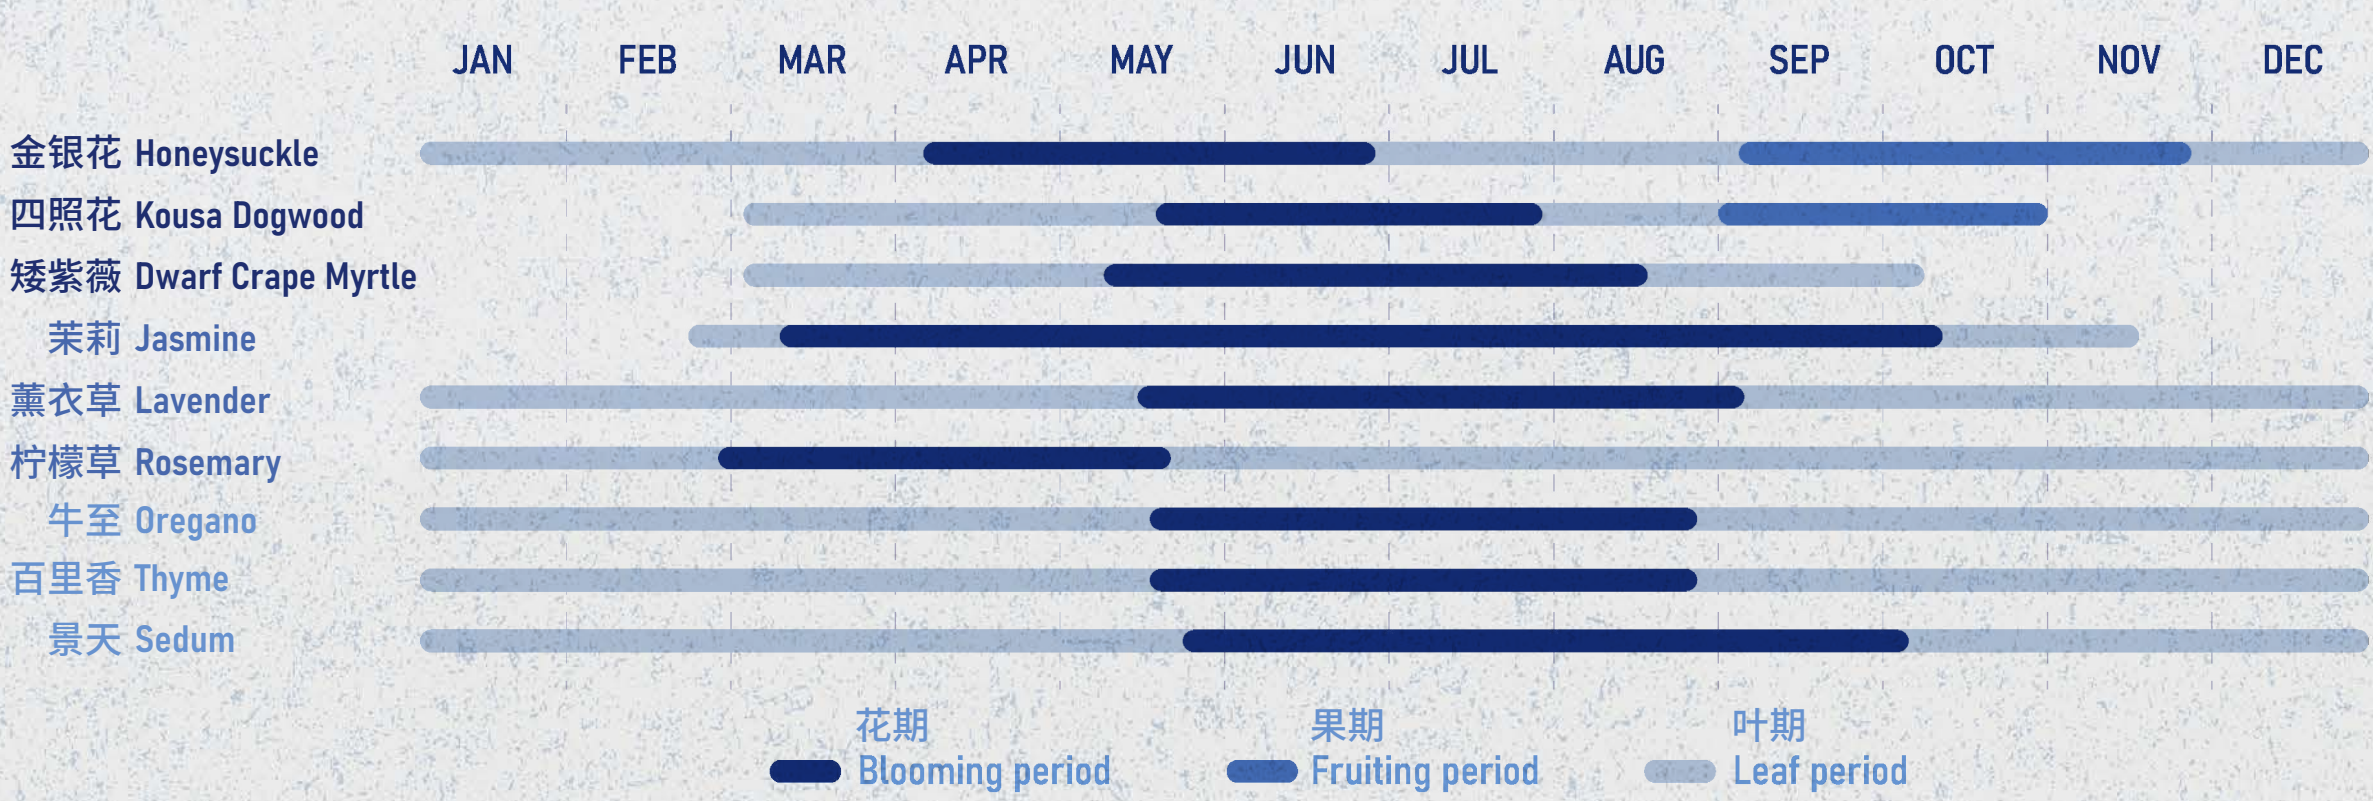 JAN FEB MAR APR MAY JUN JUL AUG SEP OCT NOV DEC
金银花 Honeysuckle
四照花 Kousa Dogwood
矮紫薇 Dwarf Crape Myrtle
茉莉 Jasmine
薰衣草 Lavender
柠檬草 Rosemary
牛至 Oregano
百里香 Thyme
景天 Sedum
花期 果期 叶期
Blooming period Fruiting period Leaf period